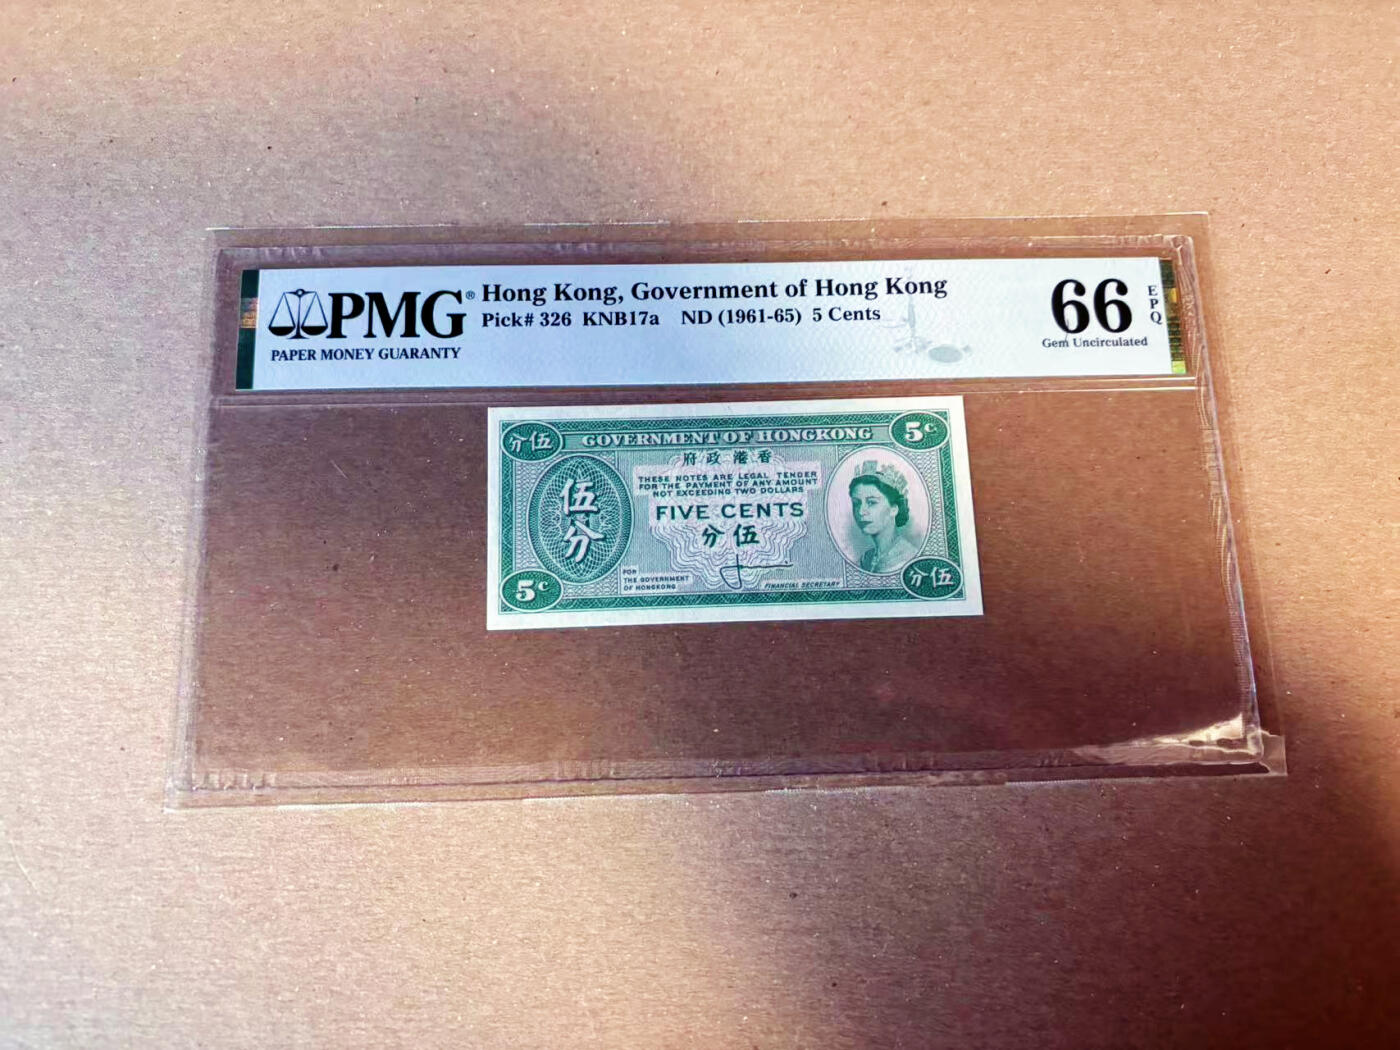 PMG®
PAPER MONEY GUARANTY
Hong Kong, Government of Hong Kong
Pick# 326 KNB17a ND (1961-65) 5 Cents
66
EPQ
Gem Uncirculated
分伍
GOVERNMENT OF HONGKONG
5c
府政港香
THESE NOTES ARE LEGAL TENDER
FOR THE PAYMENT OF ANY AMOUNT
NOT EXCEEDING TWO DOLLARS
伍
分
FIVE CENTS
分伍
FOR
THE GOVERNMENT
OF HONGKONG
FINANCIAL SECRETARY
5c
分伍